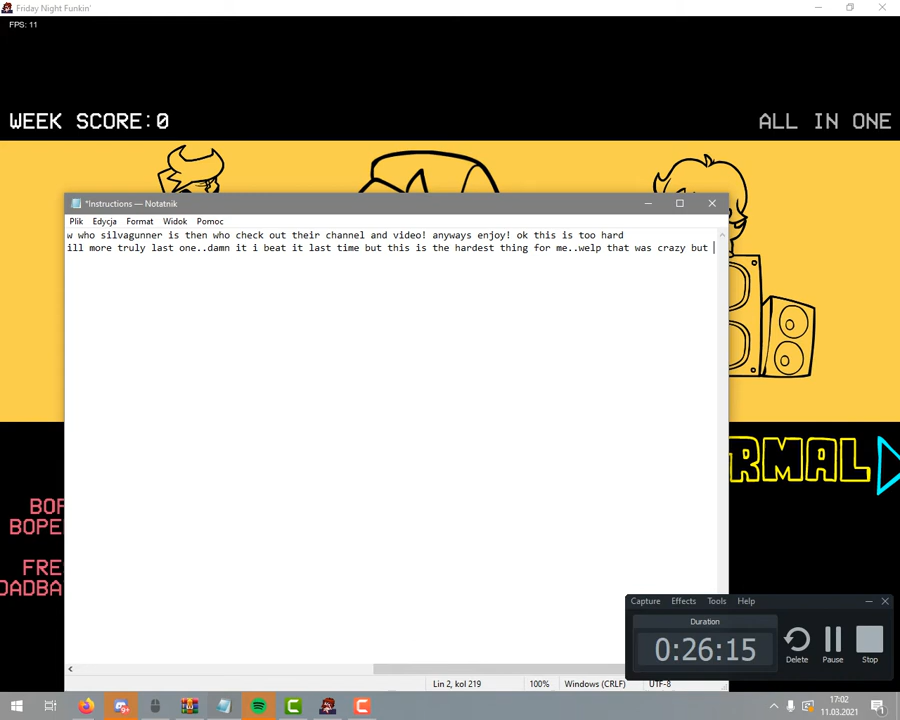 Friday Night Funkin'
FPS: 11
WEEK SCORE:0
ALL IN ONE
*Instructions — Notatnik
Plik Edycja Format Widok Pomoc
w who silvagunner is then who check out their channel and video! anyways enjoy! ok this is too hard
ill more truly last one..damn it i beat it last time but this is the hardest thing for me..welp that was crazy but
RMAL
BOP
BOPE
FRE
OADBA
Capture Effects Tools Help
Duration
0:26:15
Delete Pause Stop
Lin 2, kol 219 100% Windows (CRLF) UTF-8
17:02
11.03.2021
1